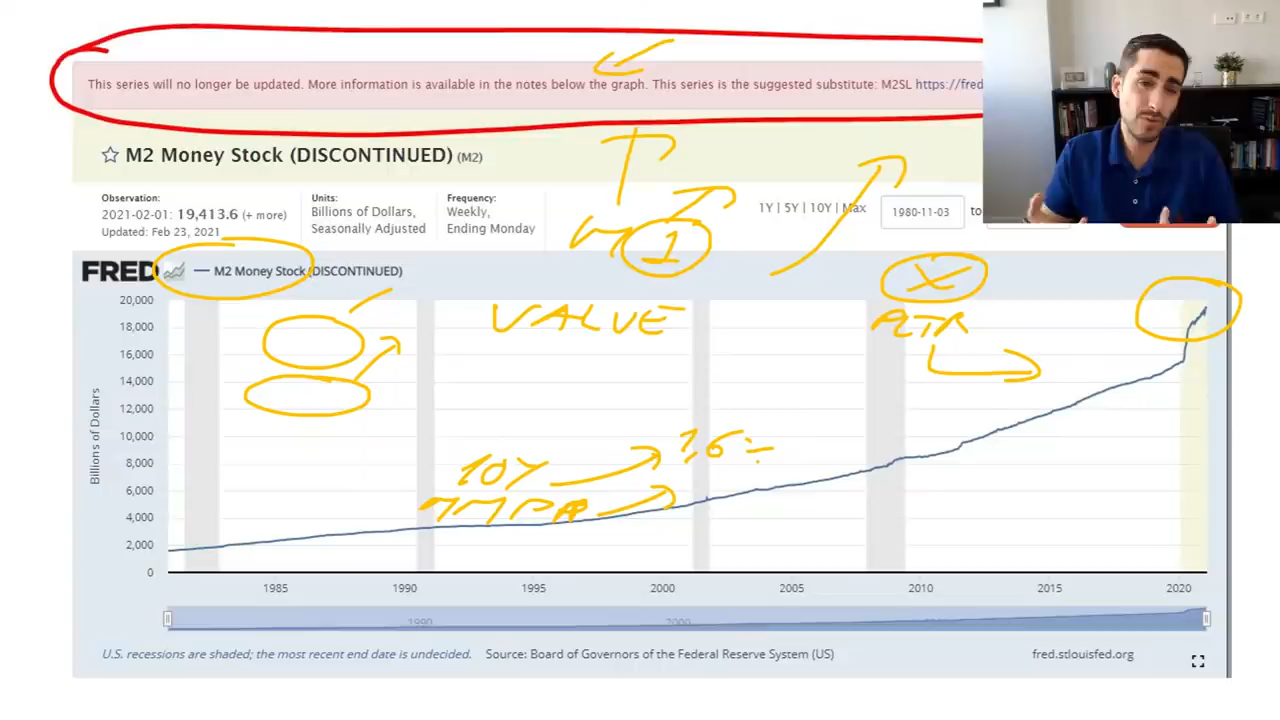 This series will no longer be updated. More information is available in the notes below the graph. This series is the suggested substitute: M2SL https://fred
M2 Money Stock (DISCONTINUED) (M2)
Observation:
2021-02-01: 19,413.6 (+ more)
Updated: Feb 23, 2021
Units:
Billions of Dollars,
Seasonally Adjusted
Frequency:
Weekly,
Ending Monday
1Y | 5Y | 10Y | Max
1980-11-03
to
1
FRED
M2 Money Stock (DISCONTINUED)
VALUE
10Y
Billions of Dollars
20,000
18,000
16,000
14,000
12,000
10,000
8,000
6,000
4,000
2,000
0
1985
1990
1995
2000
2005
2010
2015
2020
1990
2000
U.S. recessions are shaded; the most recent end date is undecided.
Source: Board of Governors of the Federal Reserve System (US)
fred.stlouisfed.org